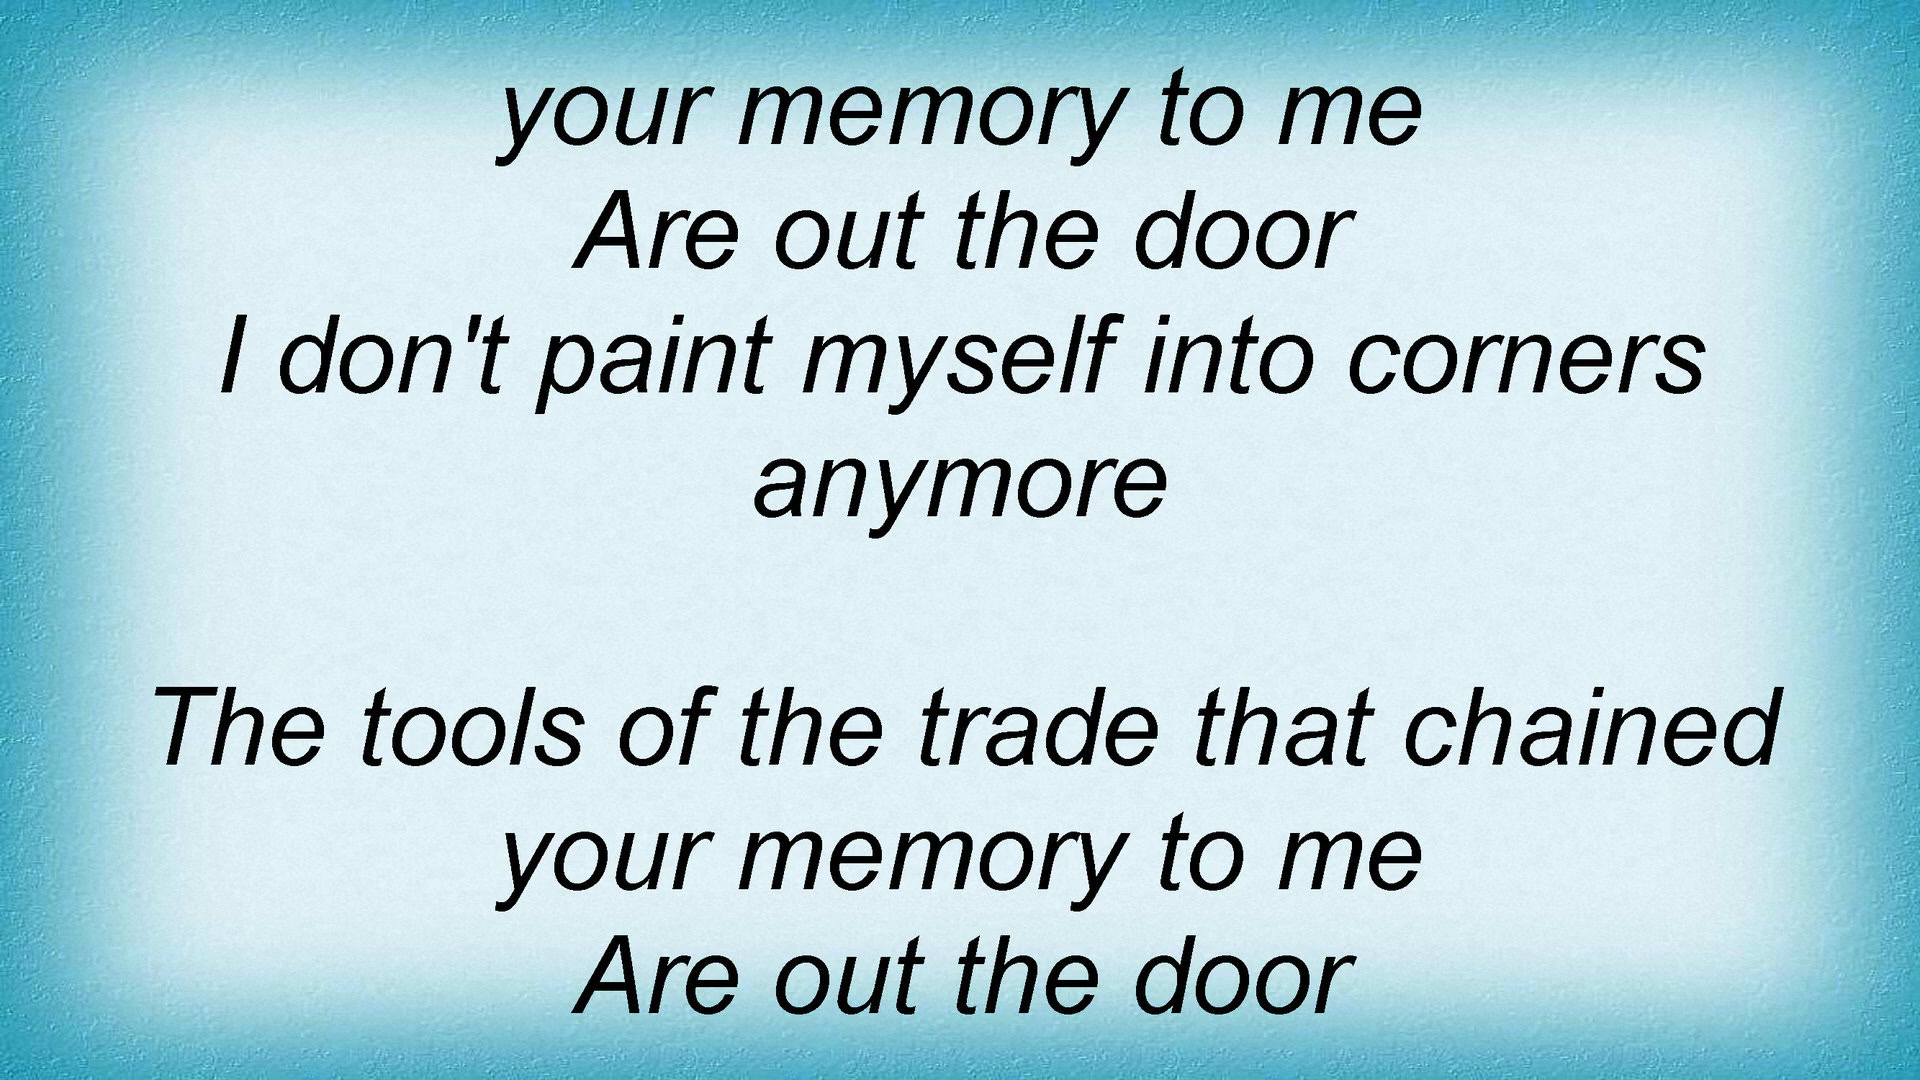 your memory to me
Are out the door
I don't paint myself into corners
anymore
The tools of the trade that chained
your memory to me
Are out the door